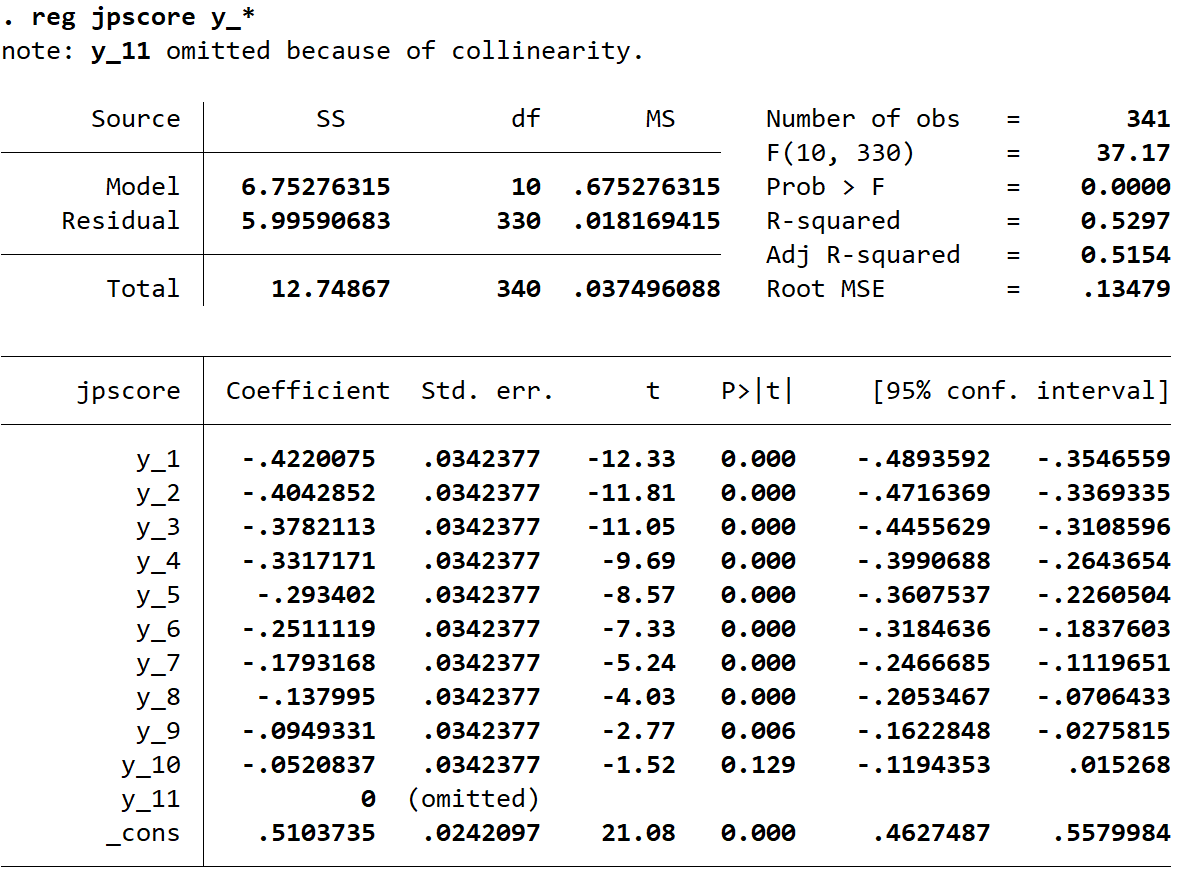 . reg jpscore y_*
note: y_11 omitted because of collinearity.
Source SS df MS Number of obs = 341
F(10, 330) = 37.17
Model 6.75276315 10 .675276315 Prob > F = 0.0000
Residual 5.99590683 330 .018169415 R-squared = 0.5297
Adj R-squared = 0.5154
Total 12.74867 340 .037496088 Root MSE = .13479
jpscore Coefficient Std. err. t P>|t| [95% conf. interval]
y_1 -.4220075 .0342377 -12.33 0.000 -.4893592 -.3546559
y_2 -.4042852 .0342377 -11.81 0.000 -.4716369 -.3369335
y_3 -.3782113 .0342377 -11.05 0.000 -.4455629 -.3108596
y_4 -.3317171 .0342377 -9.69 0.000 -.3990688 -.2643654
y_5 -.293402 .0342377 -8.57 0.000 -.3607537 -.2260504
y_6 -.2511119 .0342377 -7.33 0.000 -.3184636 -.1837603
y_7 -.1793168 .0342377 -5.24 0.000 -.2466685 -.1119651
y_8 -.137995 .0342377 -4.03 0.000 -.2053467 -.0706433
y_9 -.0949331 .0342377 -2.77 0.006 -.1622848 -.0275815
y_10 -.0520837 .0342377 -1.52 0.129 -.1194353 .015268
y_11 0 (omitted)
_cons .5103735 .0242097 21.08 0.000 .4627487 .5579984